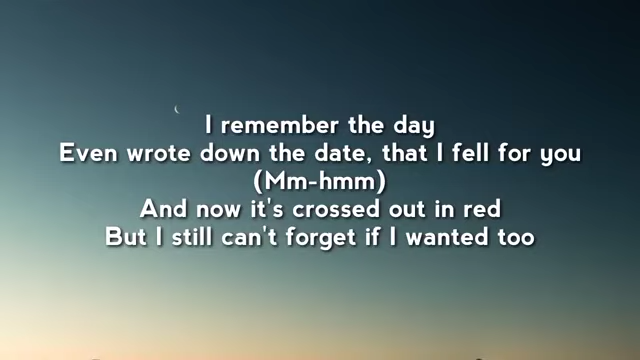 I remember the day
Even wrote down the date, that I fell for you
(Mm-hmm)
And now it's crossed out in red
But I still can't forget if I wanted too